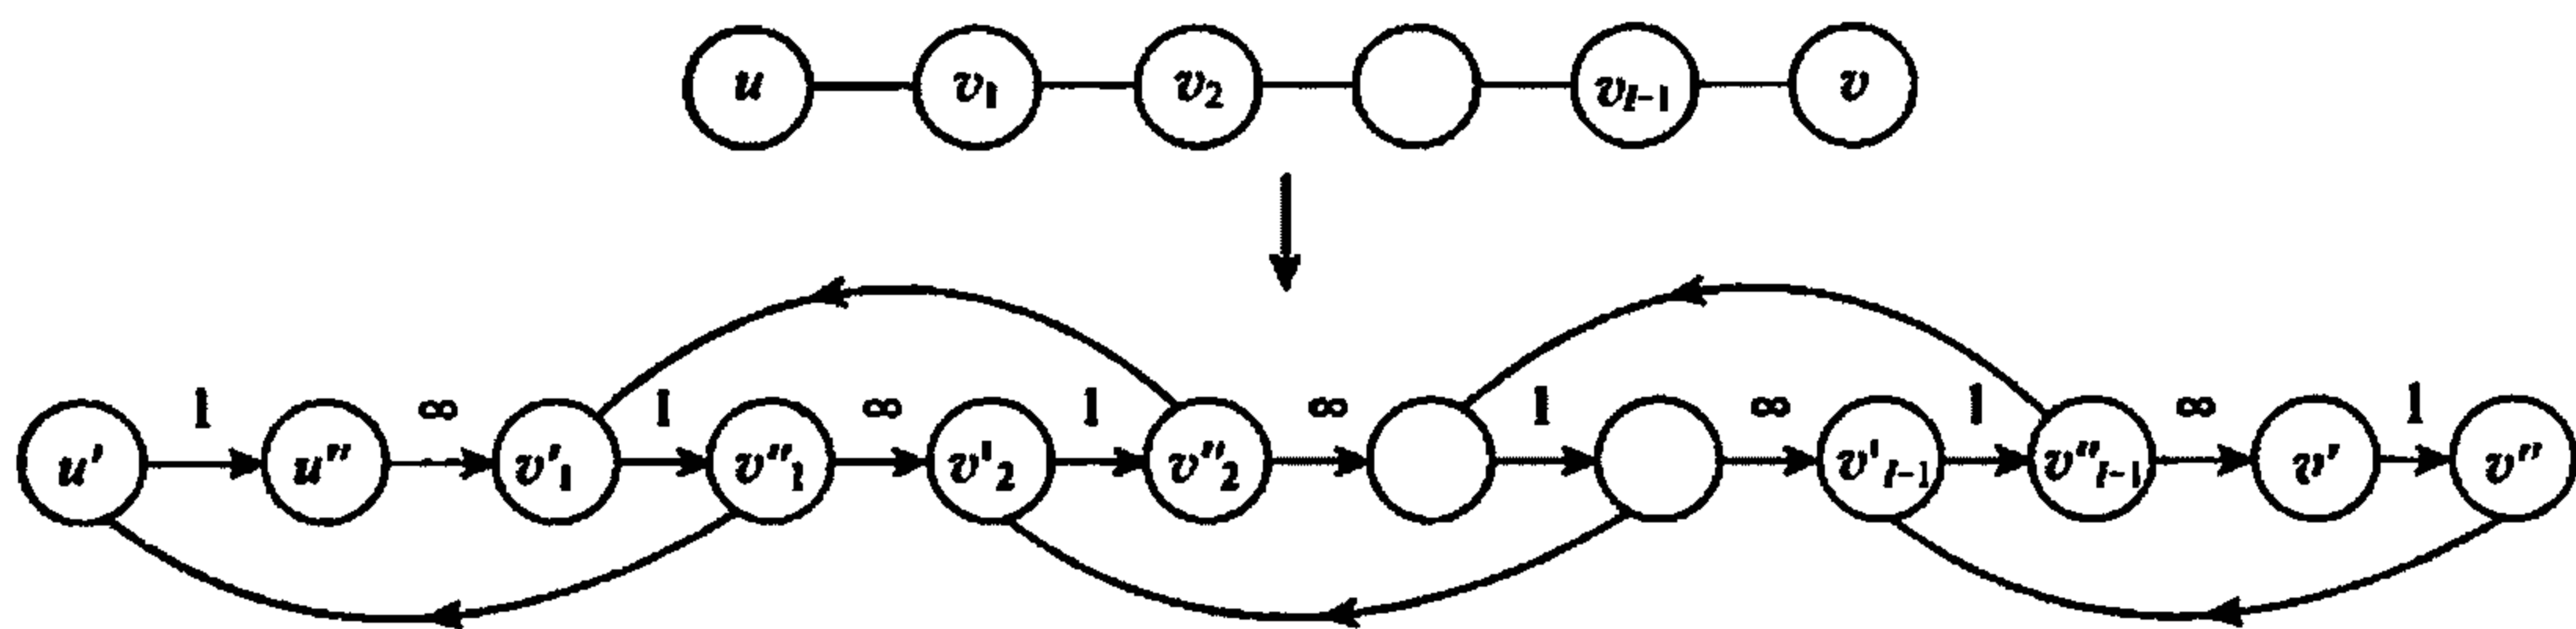 u v₁ v₂ vₗ₋₁ v
1 ∞ 1 ∞ 1 ∞ 1 ∞ 1 ∞ 1
u′ u″ v′₁ v″₁ v′₂ v″₂ v′ₗ₋₁ v″ₗ₋₁ v′ v″